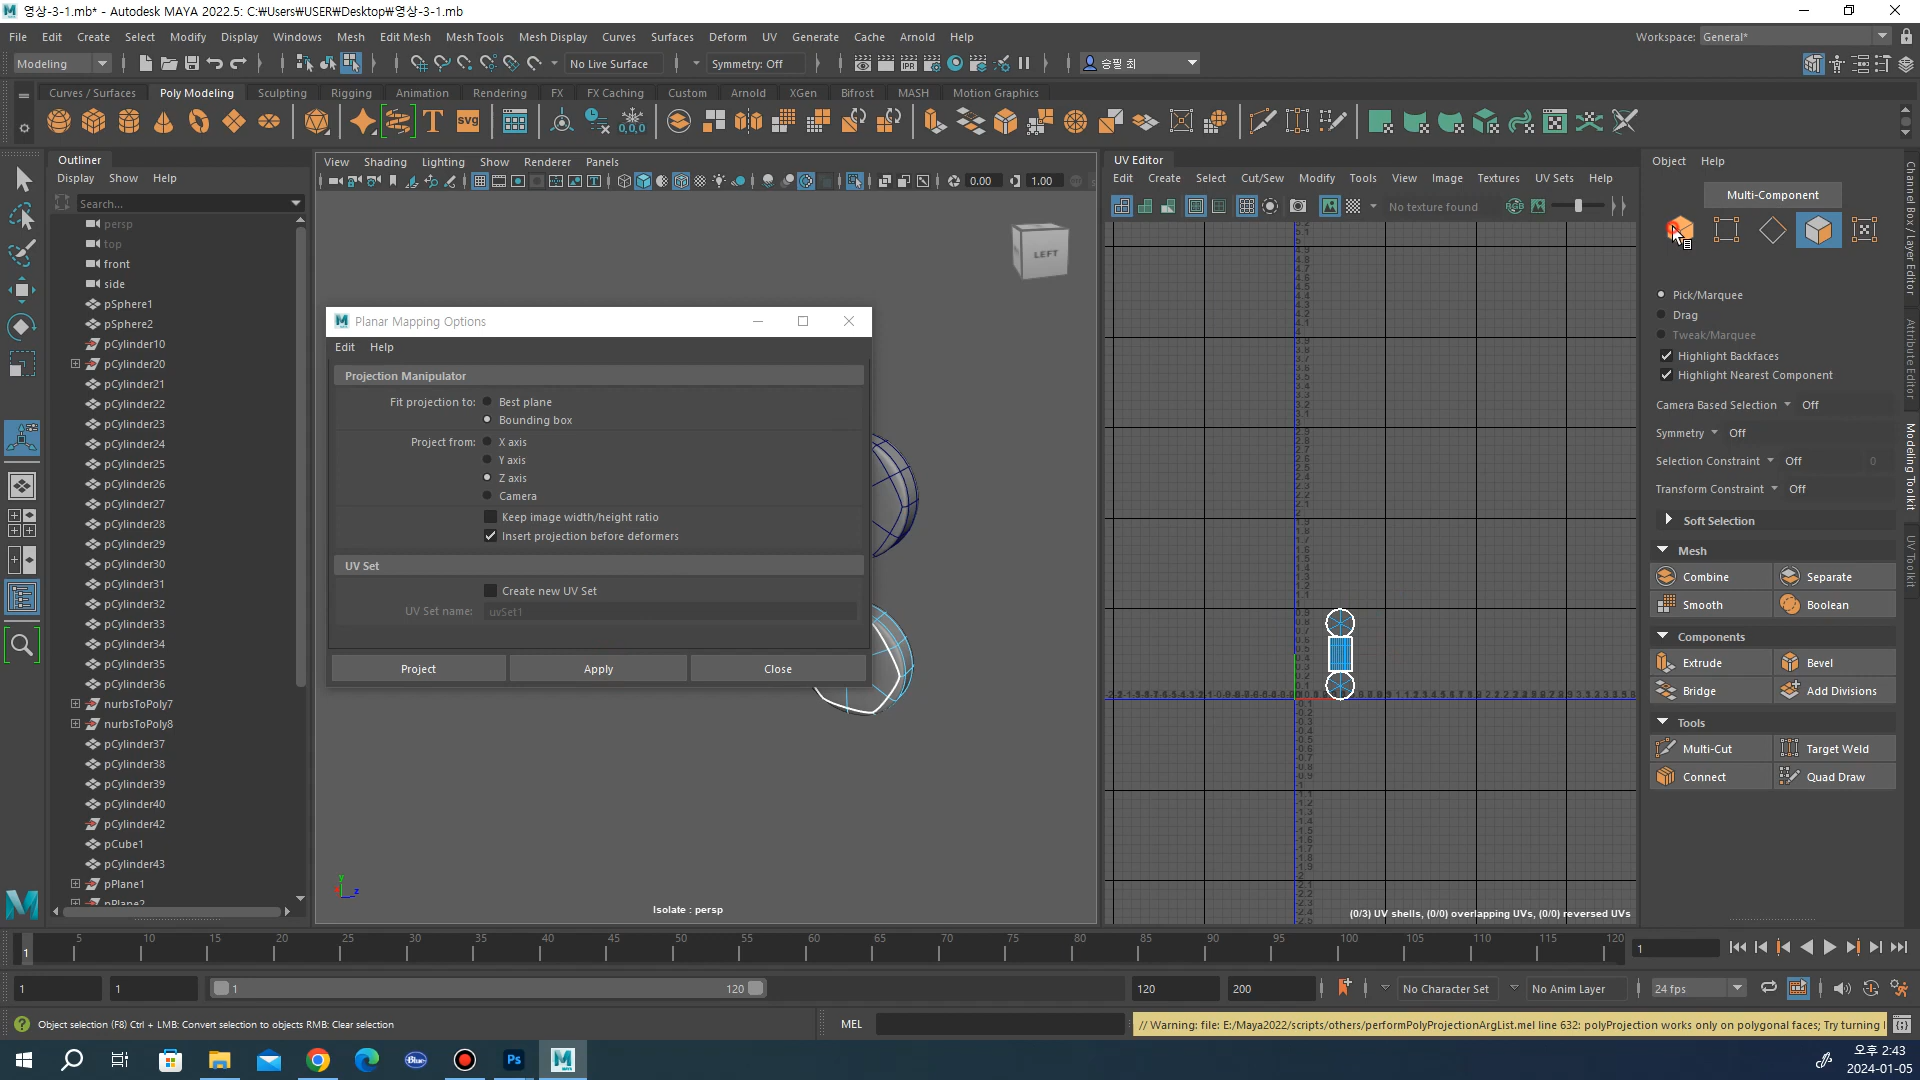 영상-3-1.mb* - Autodesk MAYA 2022.5: C:₩Users₩USER₩Desktop₩영상-3-1.mb
File Edit Create Select Modify Display Windows Mesh Edit Mesh Mesh Tools Mesh Display Curves Surfaces Deform UV Generate Cache Arnold Help Workspace: General*
Modeling No Live Surface Symmetry: Off 승필 최
Curves / Surfaces Poly Modeling Sculpting Rigging Animation Rendering FX FX Caching Custom Arnold XGen Bifrost MASH Motion Graphics
Outliner
Display Show Help
Search...
persp
top
front
side
pSphere1
pSphere2
pCylinder10
pCylinder20
pCylinder21
pCylinder22
pCylinder23
pCylinder24
pCylinder25
pCylinder26
pCylinder27
pCylinder28
pCylinder29
pCylinder30
pCylinder31
pCylinder32
pCylinder33
pCylinder34
pCylinder35
pCylinder36
nurbsToPoly7
nurbsToPoly8
pCylinder37
pCylinder38
pCylinder39
pCylinder40
pCylinder42
pCube1
pCylinder43
pPlane1
pPlane2
View Shading Lighting Show Renderer Panels
0.00 1.00
LEFT
Planar Mapping Options
Edit Help
Projection Manipulator
Fit projection to: Best plane
Bounding box
Project from: X axis
Y axis
Z axis
Camera
Keep image width/height ratio
Insert projection before deformers
UV Set
Create new UV Set
UV Set name: uvSet1
Project Apply Close
Isolate : persp
UV Editor
Edit Create Select Cut/Sew Modify Tools View Image Textures UV Sets Help
No texture found
(0/3) UV shells, (0/0) overlapping UVs, (0/0) reversed UVs
Object Help
Multi-Component
Pick/Marquee
Drag
Tweak/Marquee
Highlight Backfaces
Highlight Nearest Component
Camera Based Selection Off
Symmetry Off
Selection Constraint Off 0
Transform Constraint Off
Soft Selection
Mesh
Combine Separate
Smooth Boolean
Components
Extrude Bevel
Bridge Add Divisions
Tools
Multi-Cut Target Weld
Connect Quad Draw
Channel Box / Layer Editor
Attribute Editor
Modeling Toolkit
UV Toolkit
1 5 10 15 20 25 30 35 40 45 50 55 60 65 70 75 80 85 90 95 100 105 110 115 120 1
1 1 1 120 120 200 No Character Set No Anim Layer 24 fps
Object selection (F8) Ctrl + LMB: Convert selection to objects RMB: Clear selection MEL // Warning: file: E:/Maya2022/scripts/others/performPolyProjectionArgList.mel line 632: polyProjection works only on polygonal faces; Try turning
오후 2:43
2024-01-05